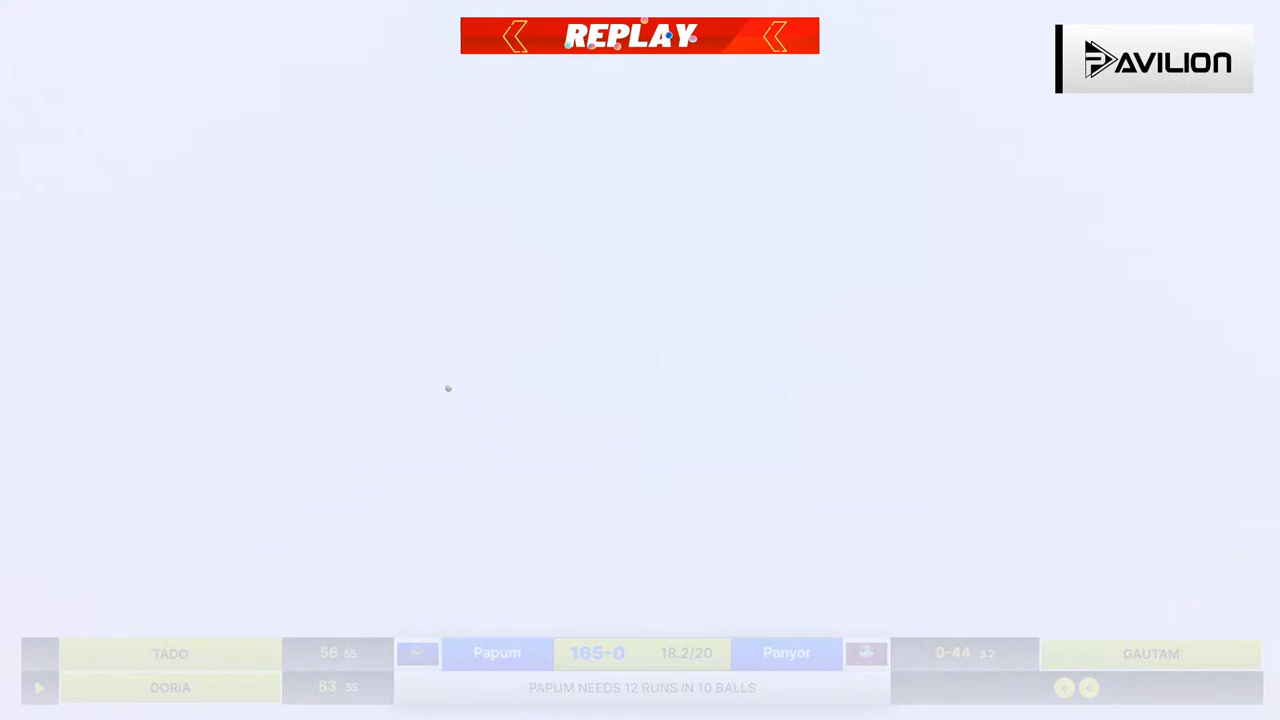 REPLAY
PAVILION
TADO 58 55
DORIA 83 55
Papum 165-0 18.2/20 Panyor
PAPUM NEEDS 12 RUNS IN 10 BALLS
0-44 3.2 GAUTAM